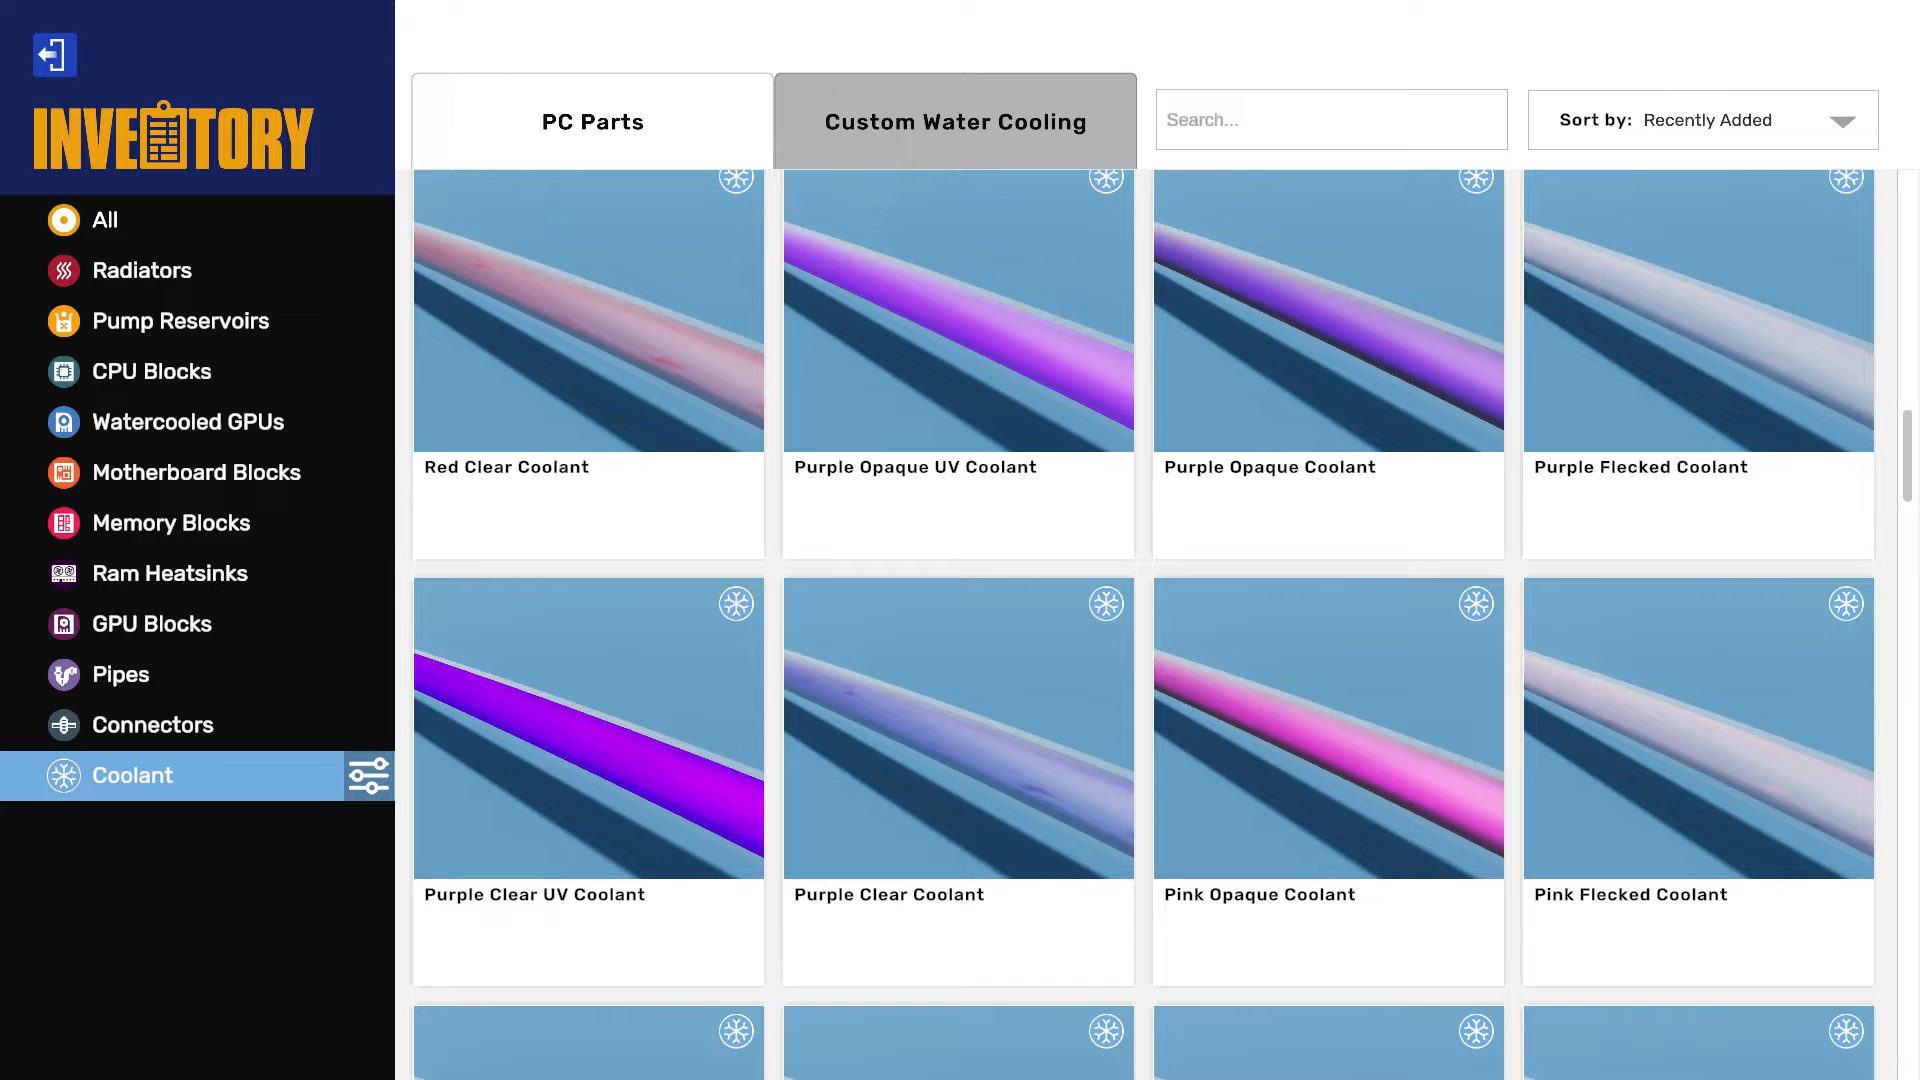 INVENTORY
All
Radiators
Pump Reservoirs
CPU Blocks
Watercooled GPUs
Motherboard Blocks
Memory Blocks
Ram Heatsinks
GPU Blocks
Pipes
Connectors
Coolant
PC Parts
Custom Water Cooling
Search...
Sort by: Recently Added
Red Clear Coolant
Purple Opaque UV Coolant
Purple Opaque Coolant
Purple Flecked Coolant
Purple Clear UV Coolant
Purple Clear Coolant
Pink Opaque Coolant
Pink Flecked Coolant